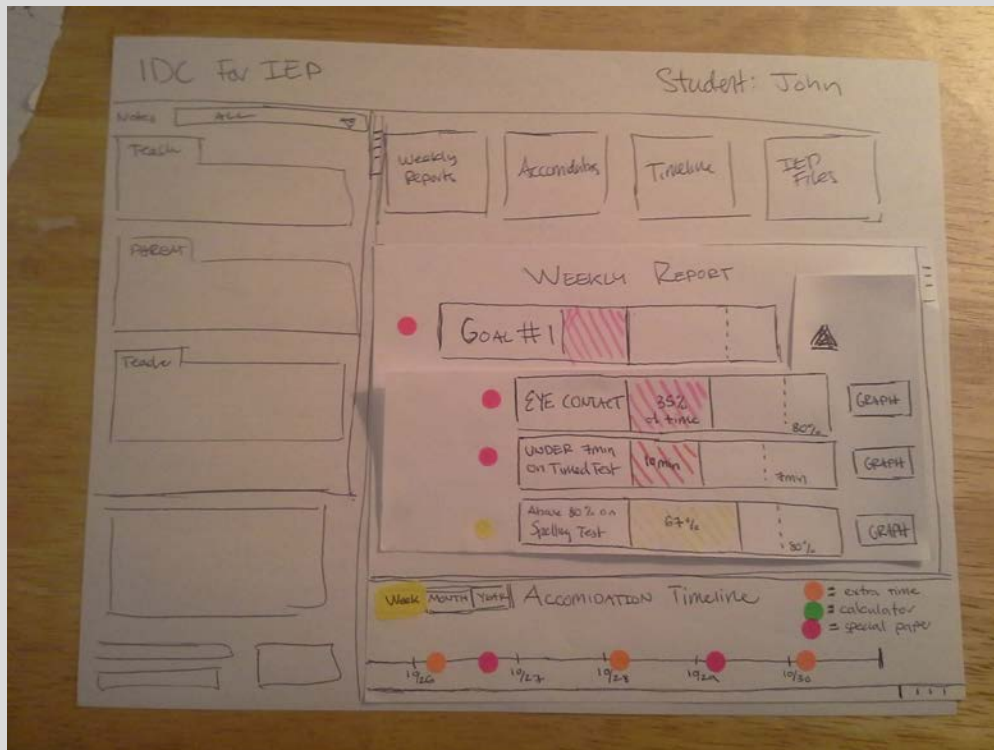 IDC For IEP
Student: John
Notes ALL
Teach
PARENT
Teache
Weekly
Reports
Accomidatios
Timeline
IEP
Files
WEEKLY REPORT
GOAL #1
EYE CONTACT
35%
of time
80%
GRAPH
UNDER 7min
on Timed Test
10min
7min
GRAPH
Above 80% on
Spelling Test
67%
80%
GRAPH
Week MONTH YEAR ACCOMIDATION Timeline
= extra time
= calculator
= special paper
10/26 10/27 10/28 10/29 10/30